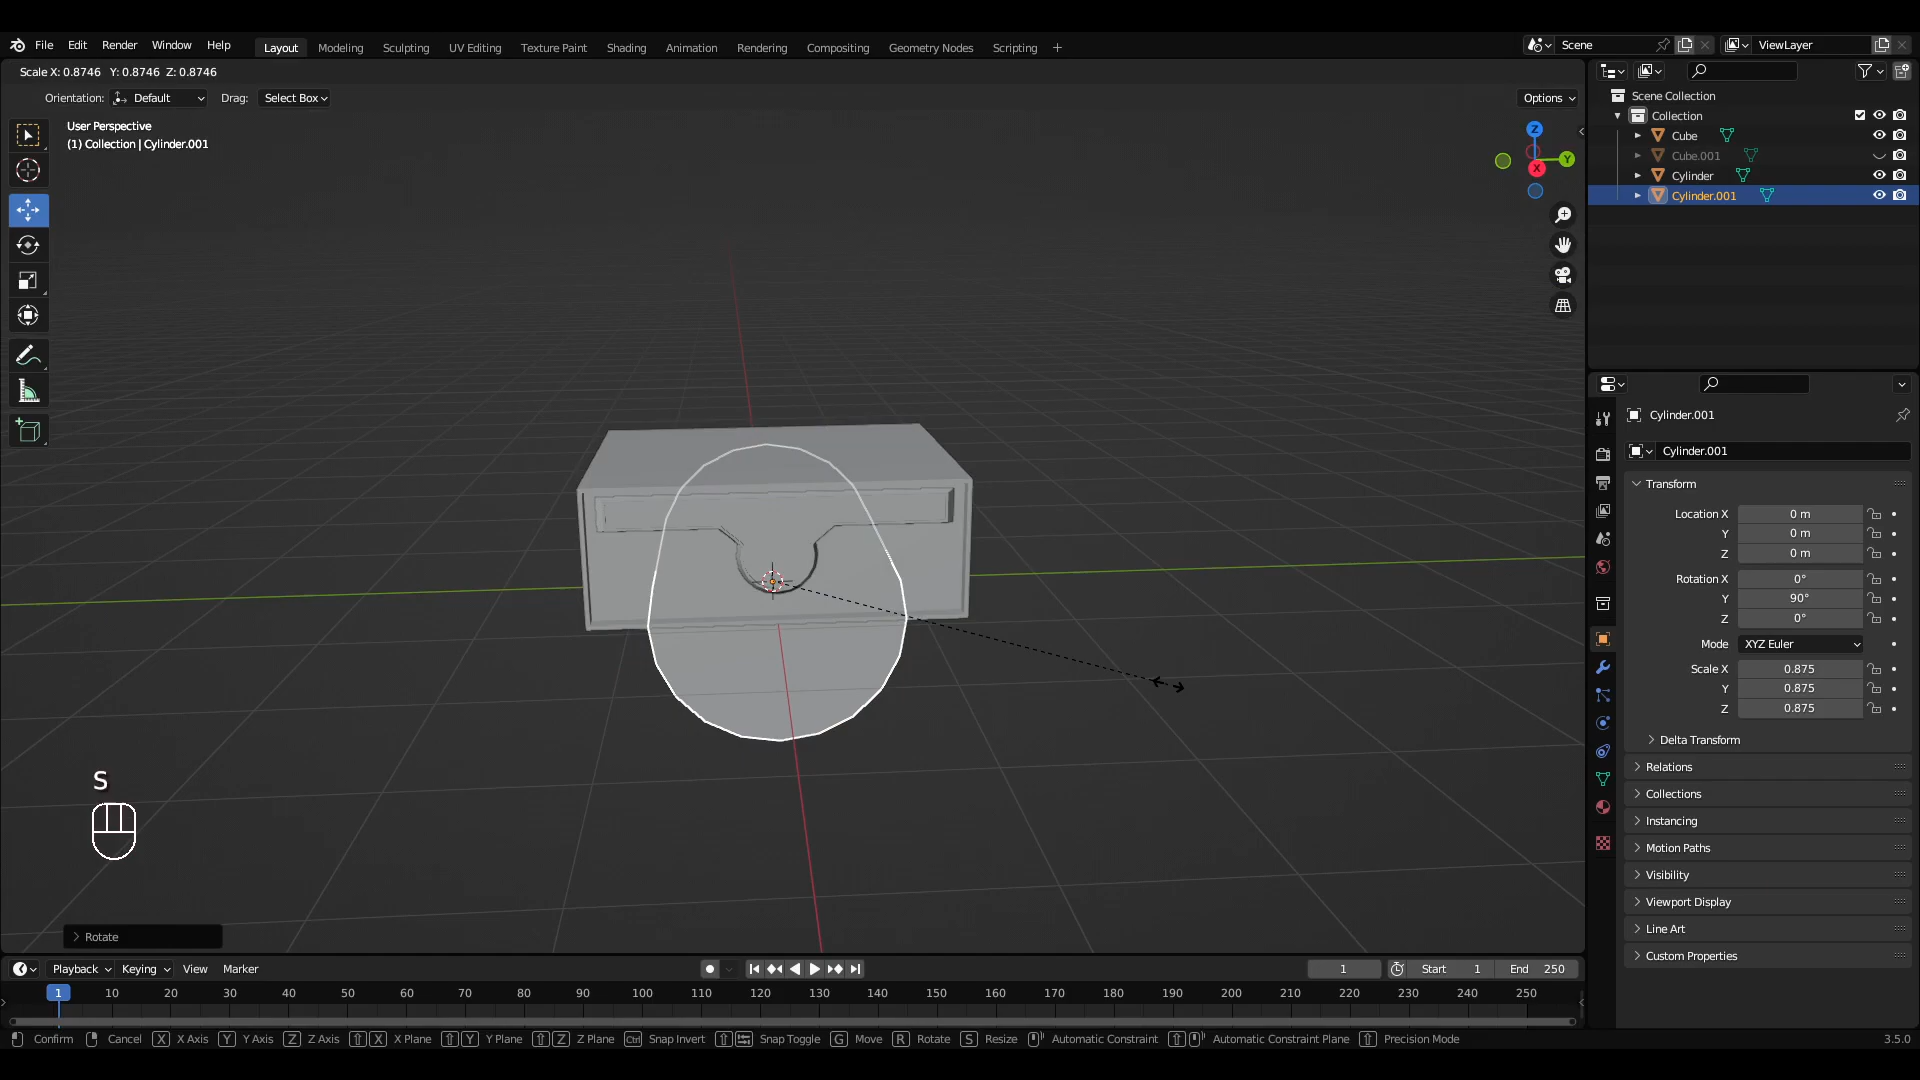 File Edit Render Window Help
Layout Modeling Sculpting UV Editing Texture Paint Shading Animation Rendering Compositing Geometry Nodes Scripting +
Scene
ViewLayer
Scale X: 0.8746 Y: 0.8746 Z: 0.8746
Orientation: Default Drag: Select Box
Options
User Perspective
(1) Collection | Cylinder.001
Z
Y
X
Scene Collection
Collection
Cube
Cube.001
Cylinder
Cylinder.001
Cylinder.001
Cylinder.001
Transform
Location X 0 m
Y 0 m
Z 0 m
Rotation X 0°
Y 90°
Z 0°
Mode XYZ Euler
Scale X 0.875
Y 0.875
Z 0.875
Delta Transform
Relations
Collections
Instancing
Motion Paths
Visibility
Viewport Display
Line Art
Custom Properties
S
Rotate
Playback Keying View Marker
1 Start 1 End 250
1 10 20 30 40 50 60 70 80 90 100 110 120 130 140 150 160 170 180 190 200 210 220 230 240 250
Confirm Cancel X X Axis Y Y Axis Z Z Axis X X Plane Y Y Plane Z Z Plane Ctrl Snap Invert Snap Toggle G Move R Rotate S Resize Automatic Constraint Automatic Constraint Plane Precision Mode
3.5.0